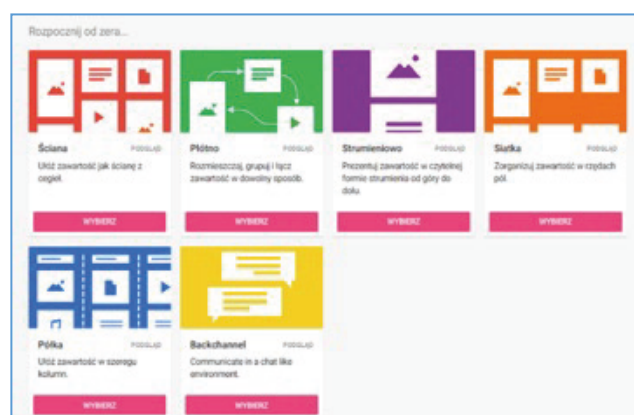 Rozpocznij od zera...
Ściana PODGLĄD
Ułóż zawartość jak ścianę z
cegieł.
WYBIERZ
Płótno PODGLĄD
Rozmieszczaj, grupuj i łącz
zawartość w dowolny sposób.
WYBIERZ
Strumieniowo PODGLĄD
Prezentuj zawartość w czytelnej
formie strumienia od góry do
dołu.
WYBIERZ
Siatka PODGLĄD
Zorganizuj zawartość w rzędach
pól.
WYBIERZ
Półka PODGLĄD
Ułóż zawartość w szeregu
kolumn.
WYBIERZ
Backchannel PODGLĄD
Communicate in a chat like
environment.
WYBIERZ